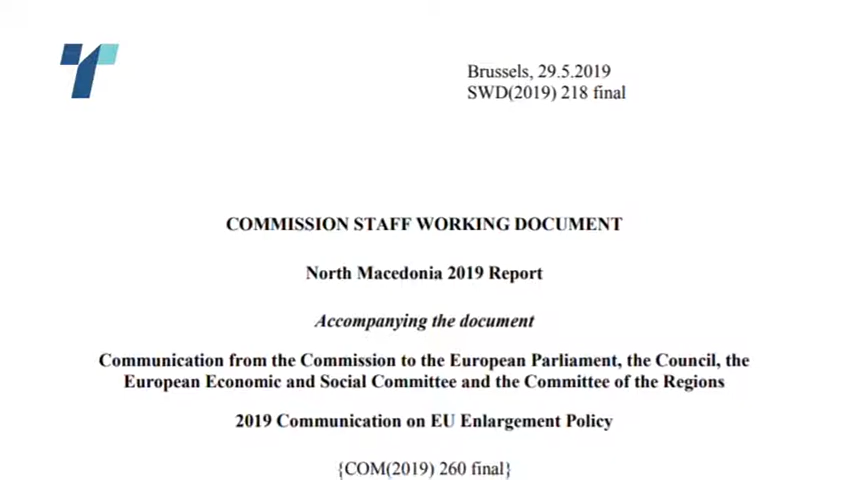 Brussels, 29.5.2019
SWD(2019) 218 final
COMMISSION STAFF WORKING DOCUMENT
North Macedonia 2019 Report
Accompanying the document
Communication from the Commission to the European Parliament, the Council, the
European Economic and Social Committee and the Committee of the Regions
2019 Communication on EU Enlargement Policy
{COM(2019) 260 final}